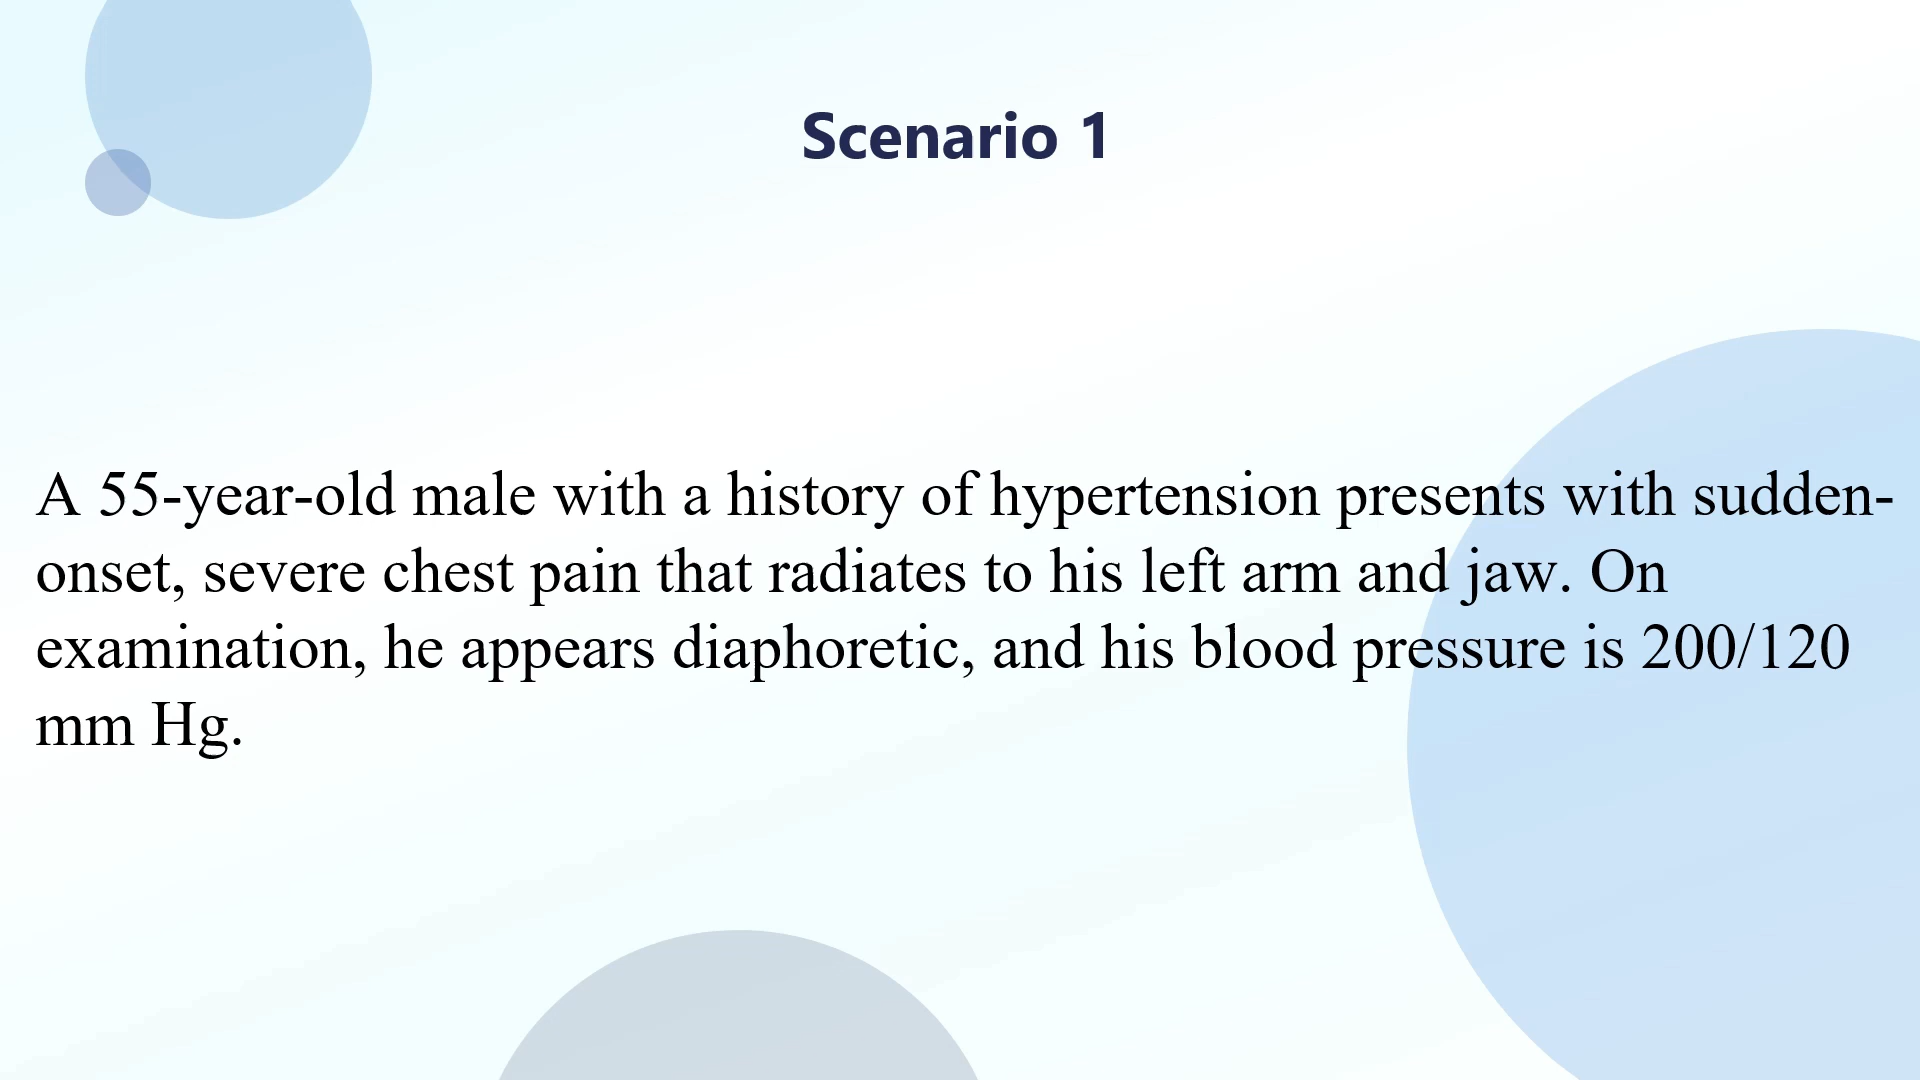 Scenario 1
A 55-year-old male with a history of hypertension presents with sudden-
onset, severe chest pain that radiates to his left arm and jaw. On
examination, he appears diaphoretic, and his blood pressure is 200/120
mm Hg.